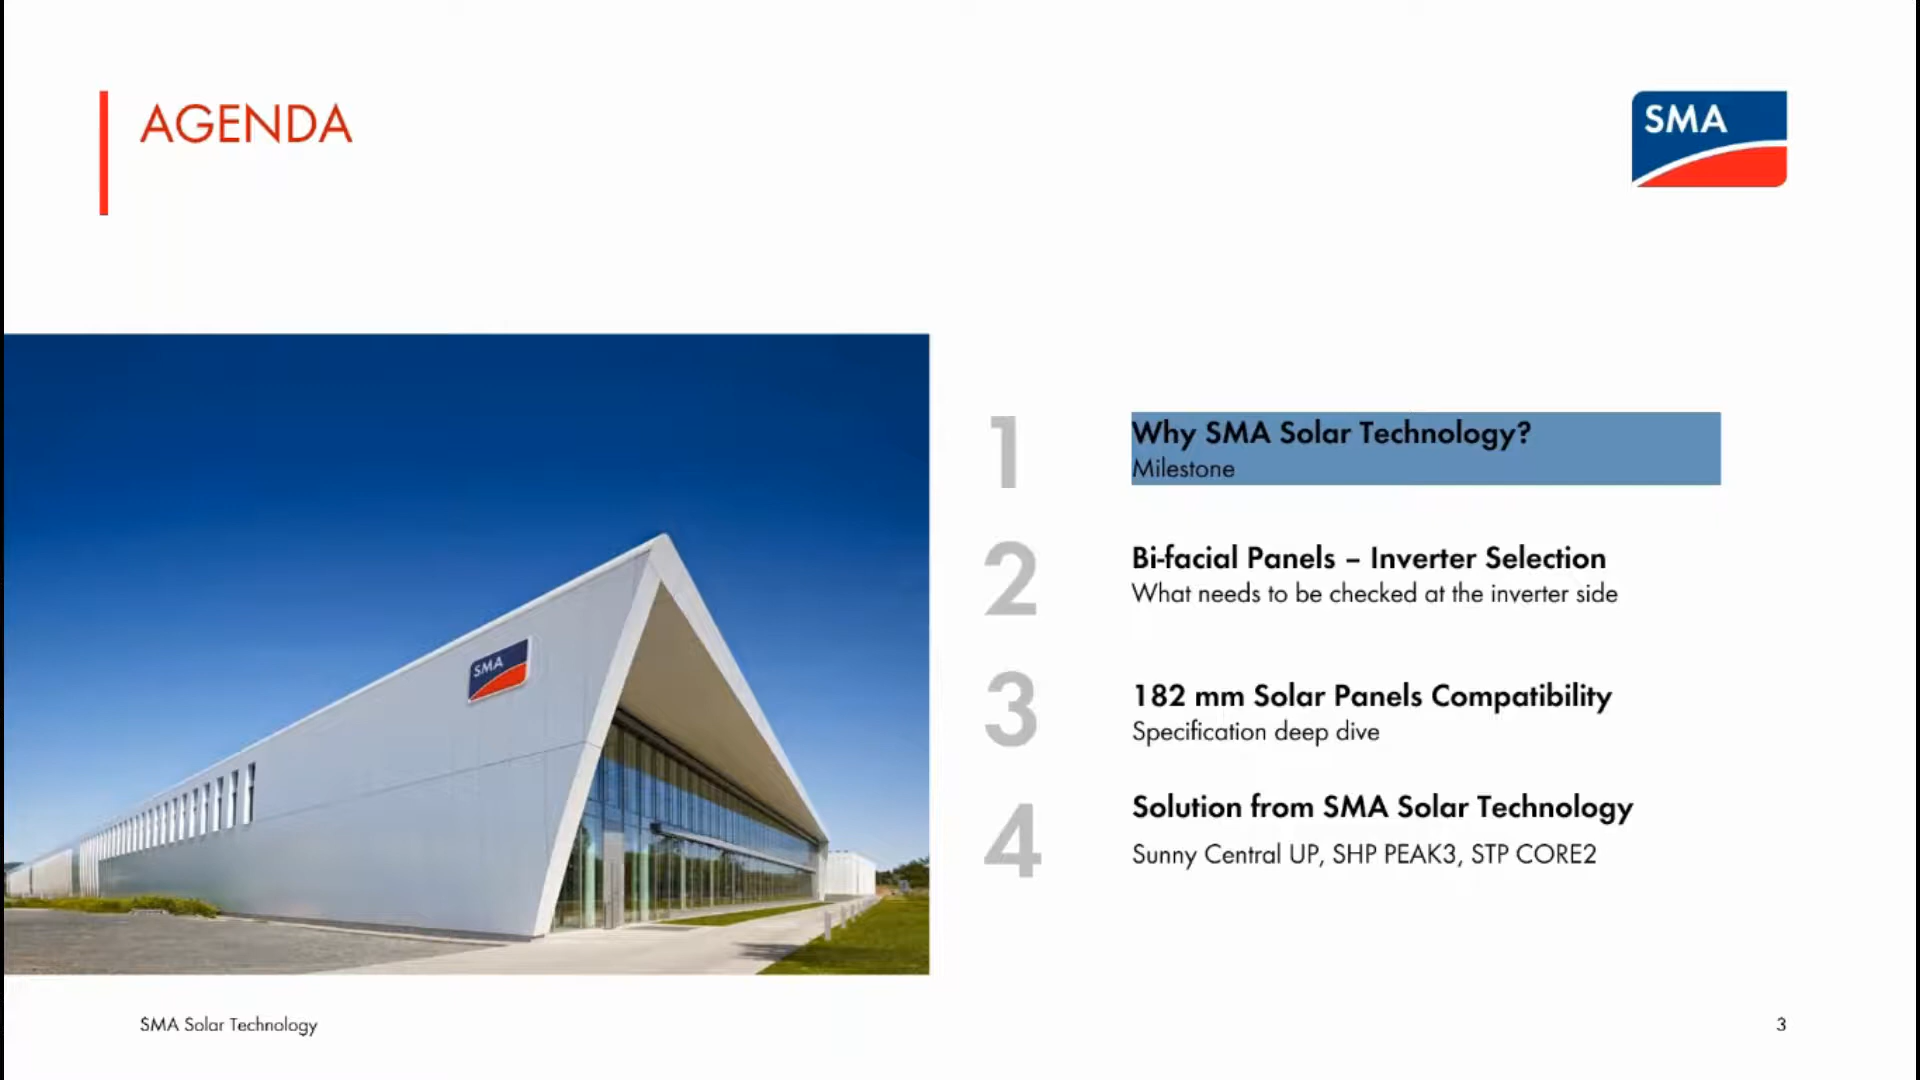 AGENDA
SMA
SMA
1
Why SMA Solar Technology?
Milestone
2
Bi-facial Panels – Inverter Selection
What needs to be checked at the inverter side
3
182 mm Solar Panels Compatibility
Specification deep dive
4
Solution from SMA Solar Technology
Sunny Central UP, SHP PEAK3, STP CORE2
SMA Solar Technology
3